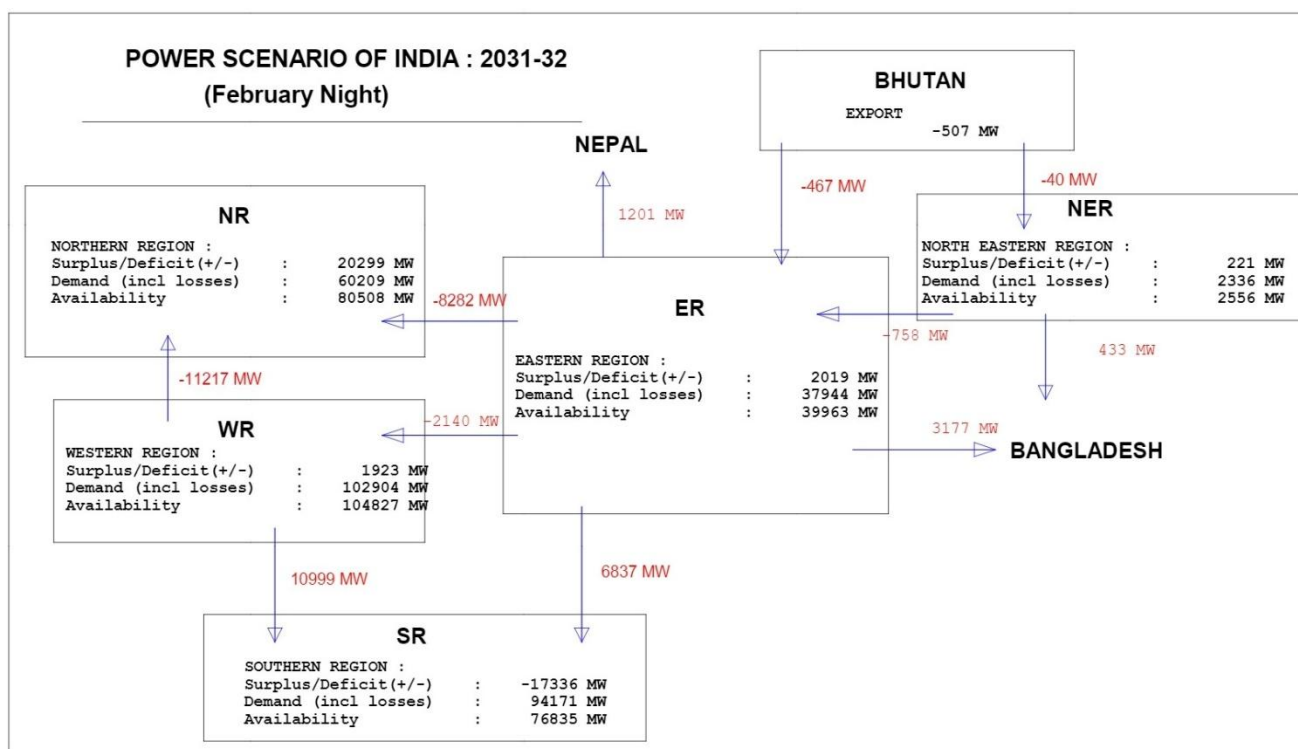 POWER SCENARIO OF INDIA : 2031-32
(February Night)
BHUTAN
EXPORT
-507 MW
NEPAL
-467 MW
-40 MW
1201 MW
NR
NORTHERN REGION :
Surplus/Deficit(+/-) : 20299 MW
Demand (incl losses) : 60209 MW
Availability : 80508 MW
NER
NORTH EASTERN REGION :
Surplus/Deficit(+/-) : 221 MW
Demand (incl losses) : 2336 MW
Availability : 2556 MW
-8282 MW
ER
EASTERN REGION :
Surplus/Deficit(+/-) : 2019 MW
Demand (incl losses) : 37944 MW
Availability : 39963 MW
-758 MW
433 MW
-11217 MW
-2140 MW
3177 MW
BANGLADESH
WR
WESTERN REGION :
Surplus/Deficit(+/-) : 1923 MW
Demand (incl losses) : 102904 MW
Availability : 104827 MW
10999 MW
6837 MW
SR
SOUTHERN REGION :
Surplus/Deficit(+/-) : -17336 MW
Demand (incl losses) : 94171 MW
Availability : 76835 MW